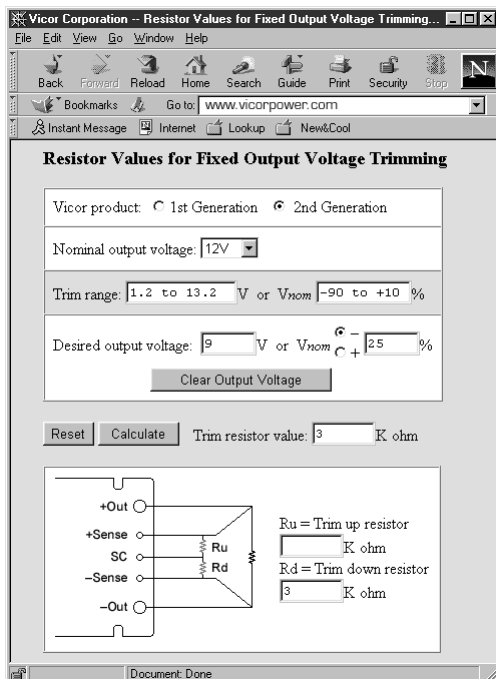 Vicor Corporation -- Resistor Values for Fixed Output Voltage Trimming...
File Edit View Go Window Help
Back Forward Reload Home Search Guide Print Security Stop N
Bookmarks Go to: www.vicorpower.com
Instant Message Internet Lookup New&Cool
Resistor Values for Fixed Output Voltage Trimming
Vicor product: 1st Generation 2nd Generation
Nominal output voltage: 12V
Trim range: 1.2 to 13.2 V or Vnom -90 to +10 %
Desired output voltage: 9 V or Vnom – + 25 %
Clear Output Voltage
Reset Calculate Trim resistor value: 3 K ohm
+Out
+Sense
SC
–Sense
–Out
Ru
Rd
Ru = Trim up resistor
K ohm
Rd = Trim down resistor
3 K ohm
Document: Done